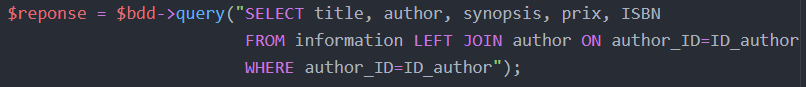 $reponse = $bdd->query("SELECT title, author, synopsis, prix, ISBN
FROM information LEFT JOIN author ON author_ID=ID_author
WHERE author_ID=ID_author");